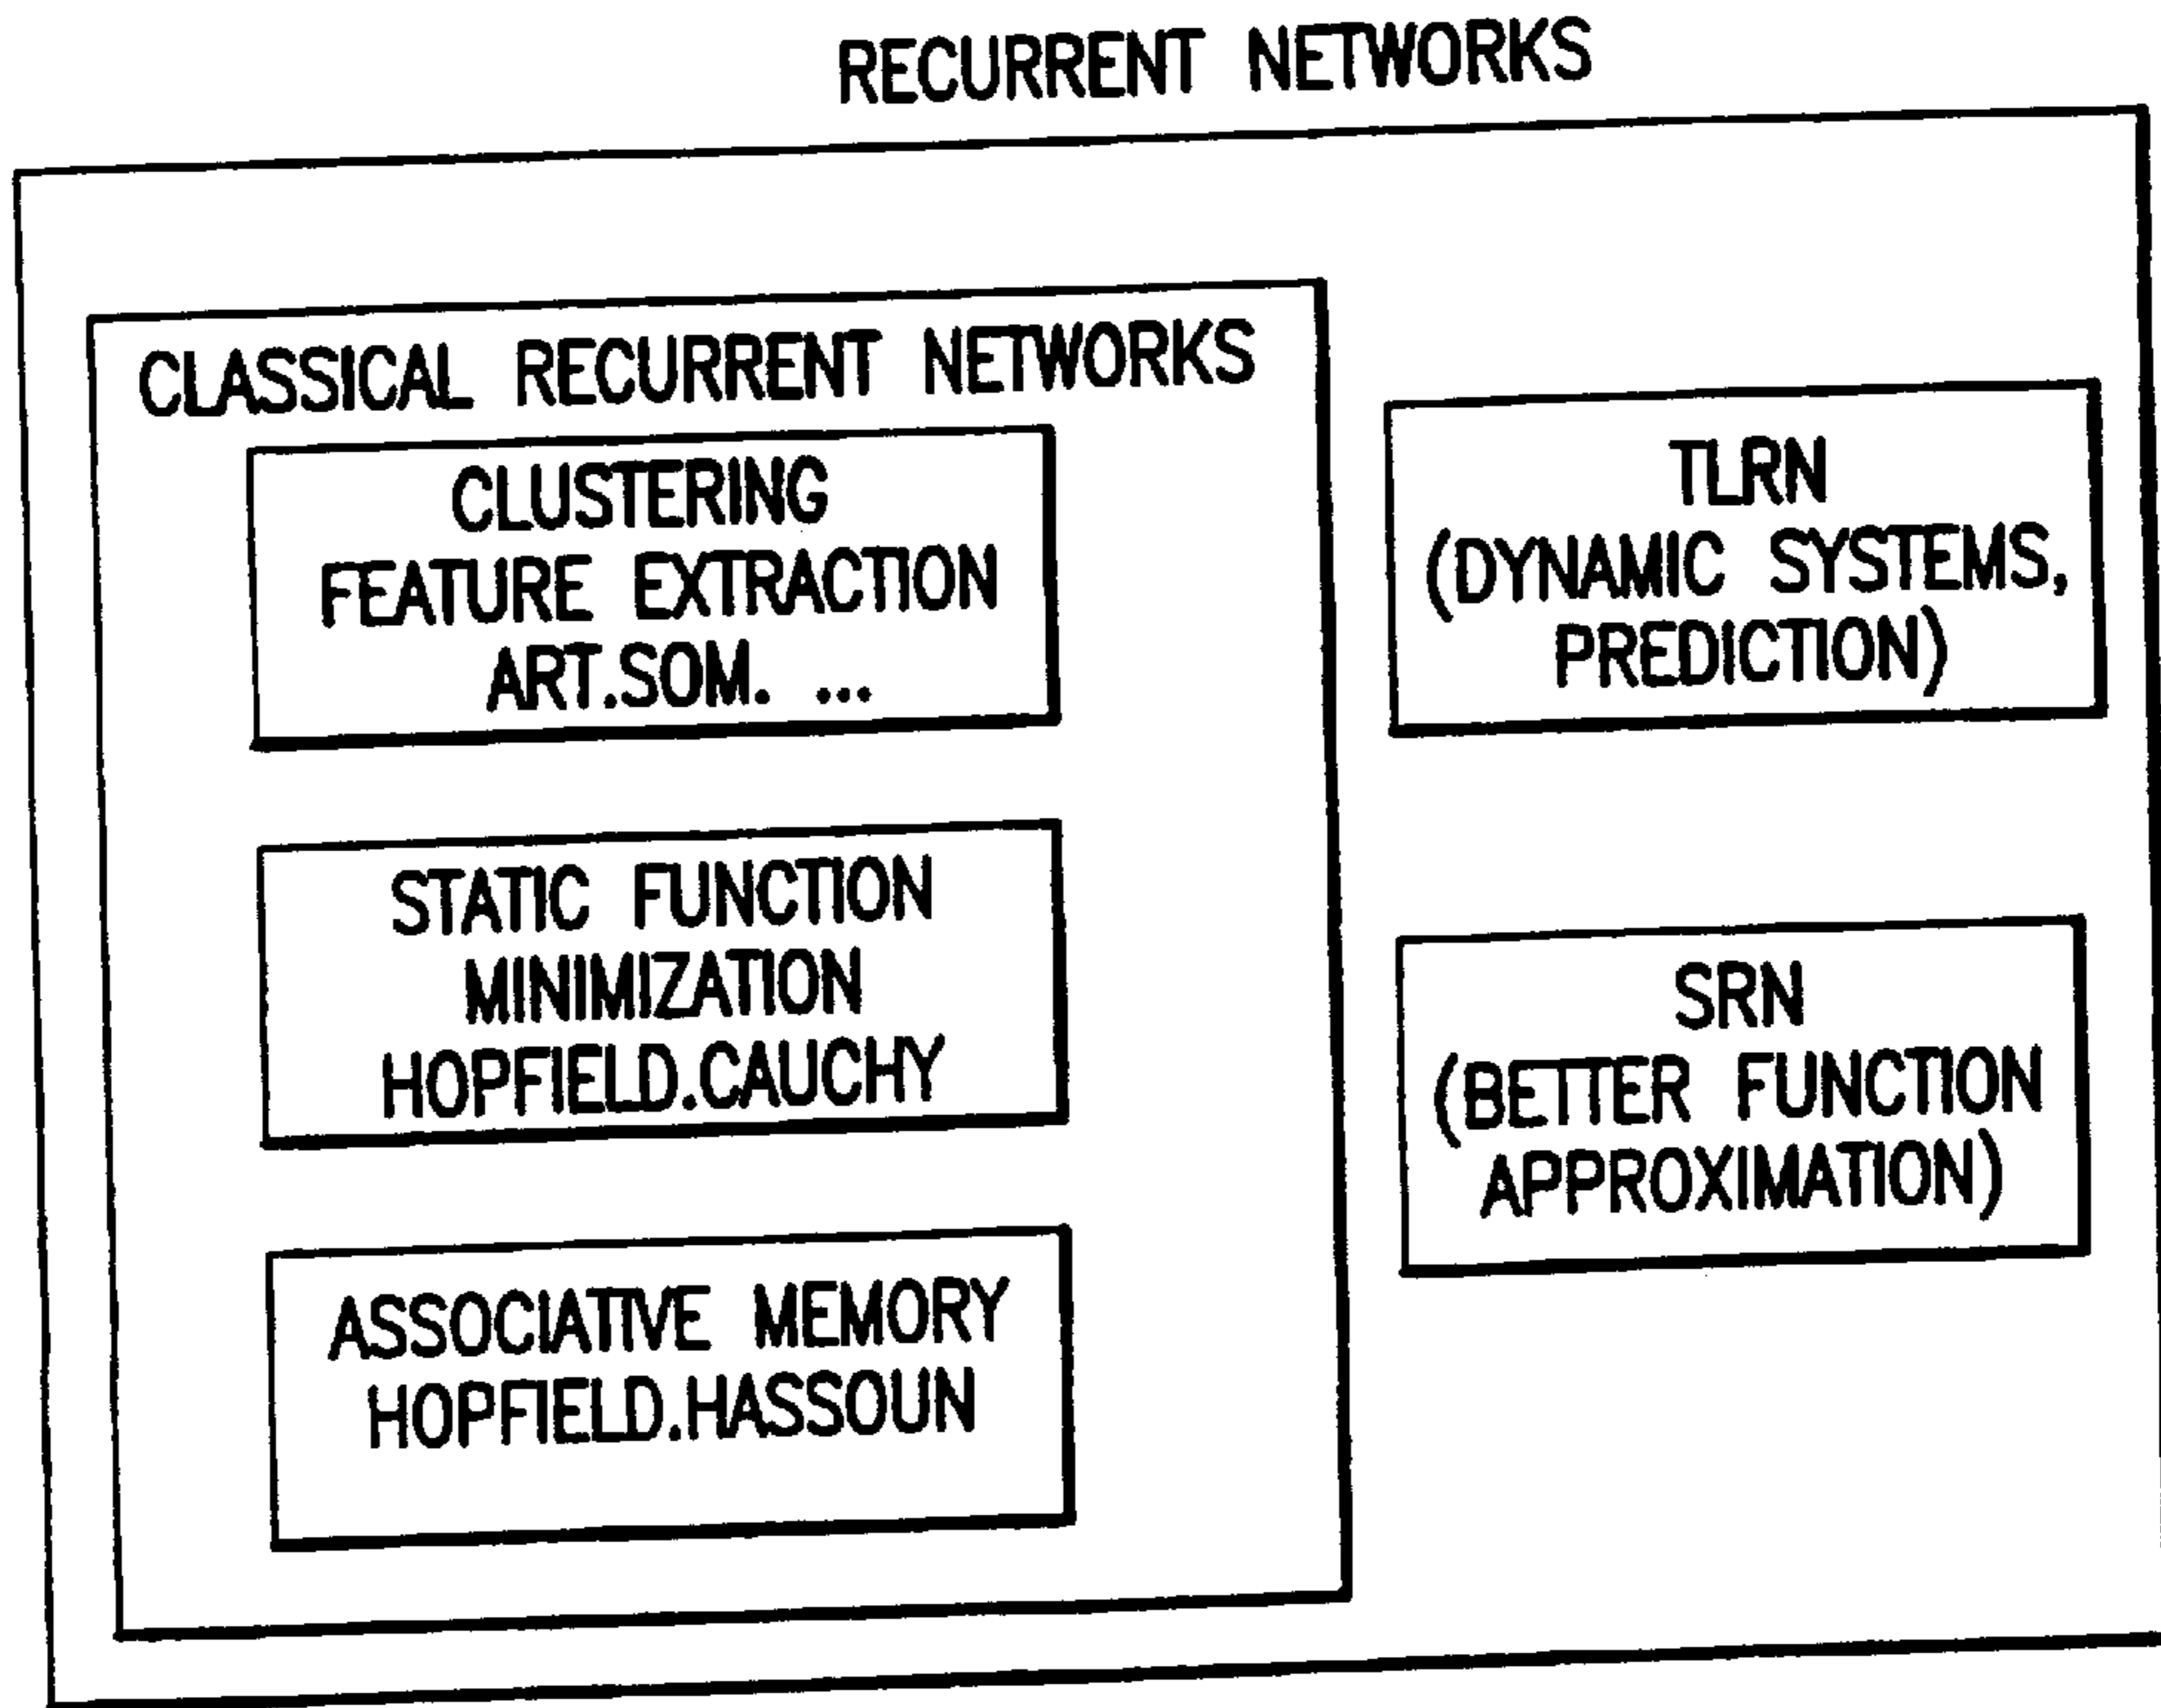 RECURRENT NETWORKS
CLASSICAL RECURRENT NETWORKS
CLUSTERING
FEATURE EXTRACTION
ART.SOM. ...
STATIC FUNCTION
MINIMIZATION
HOPFIELD.CAUCHY
ASSOCIATIVE MEMORY
HOPFIELD.HASSOUN
TLRN
(DYNAMIC SYSTEMS,
PREDICTION)
SRN
(BETTER FUNCTION
APPROXIMATION)